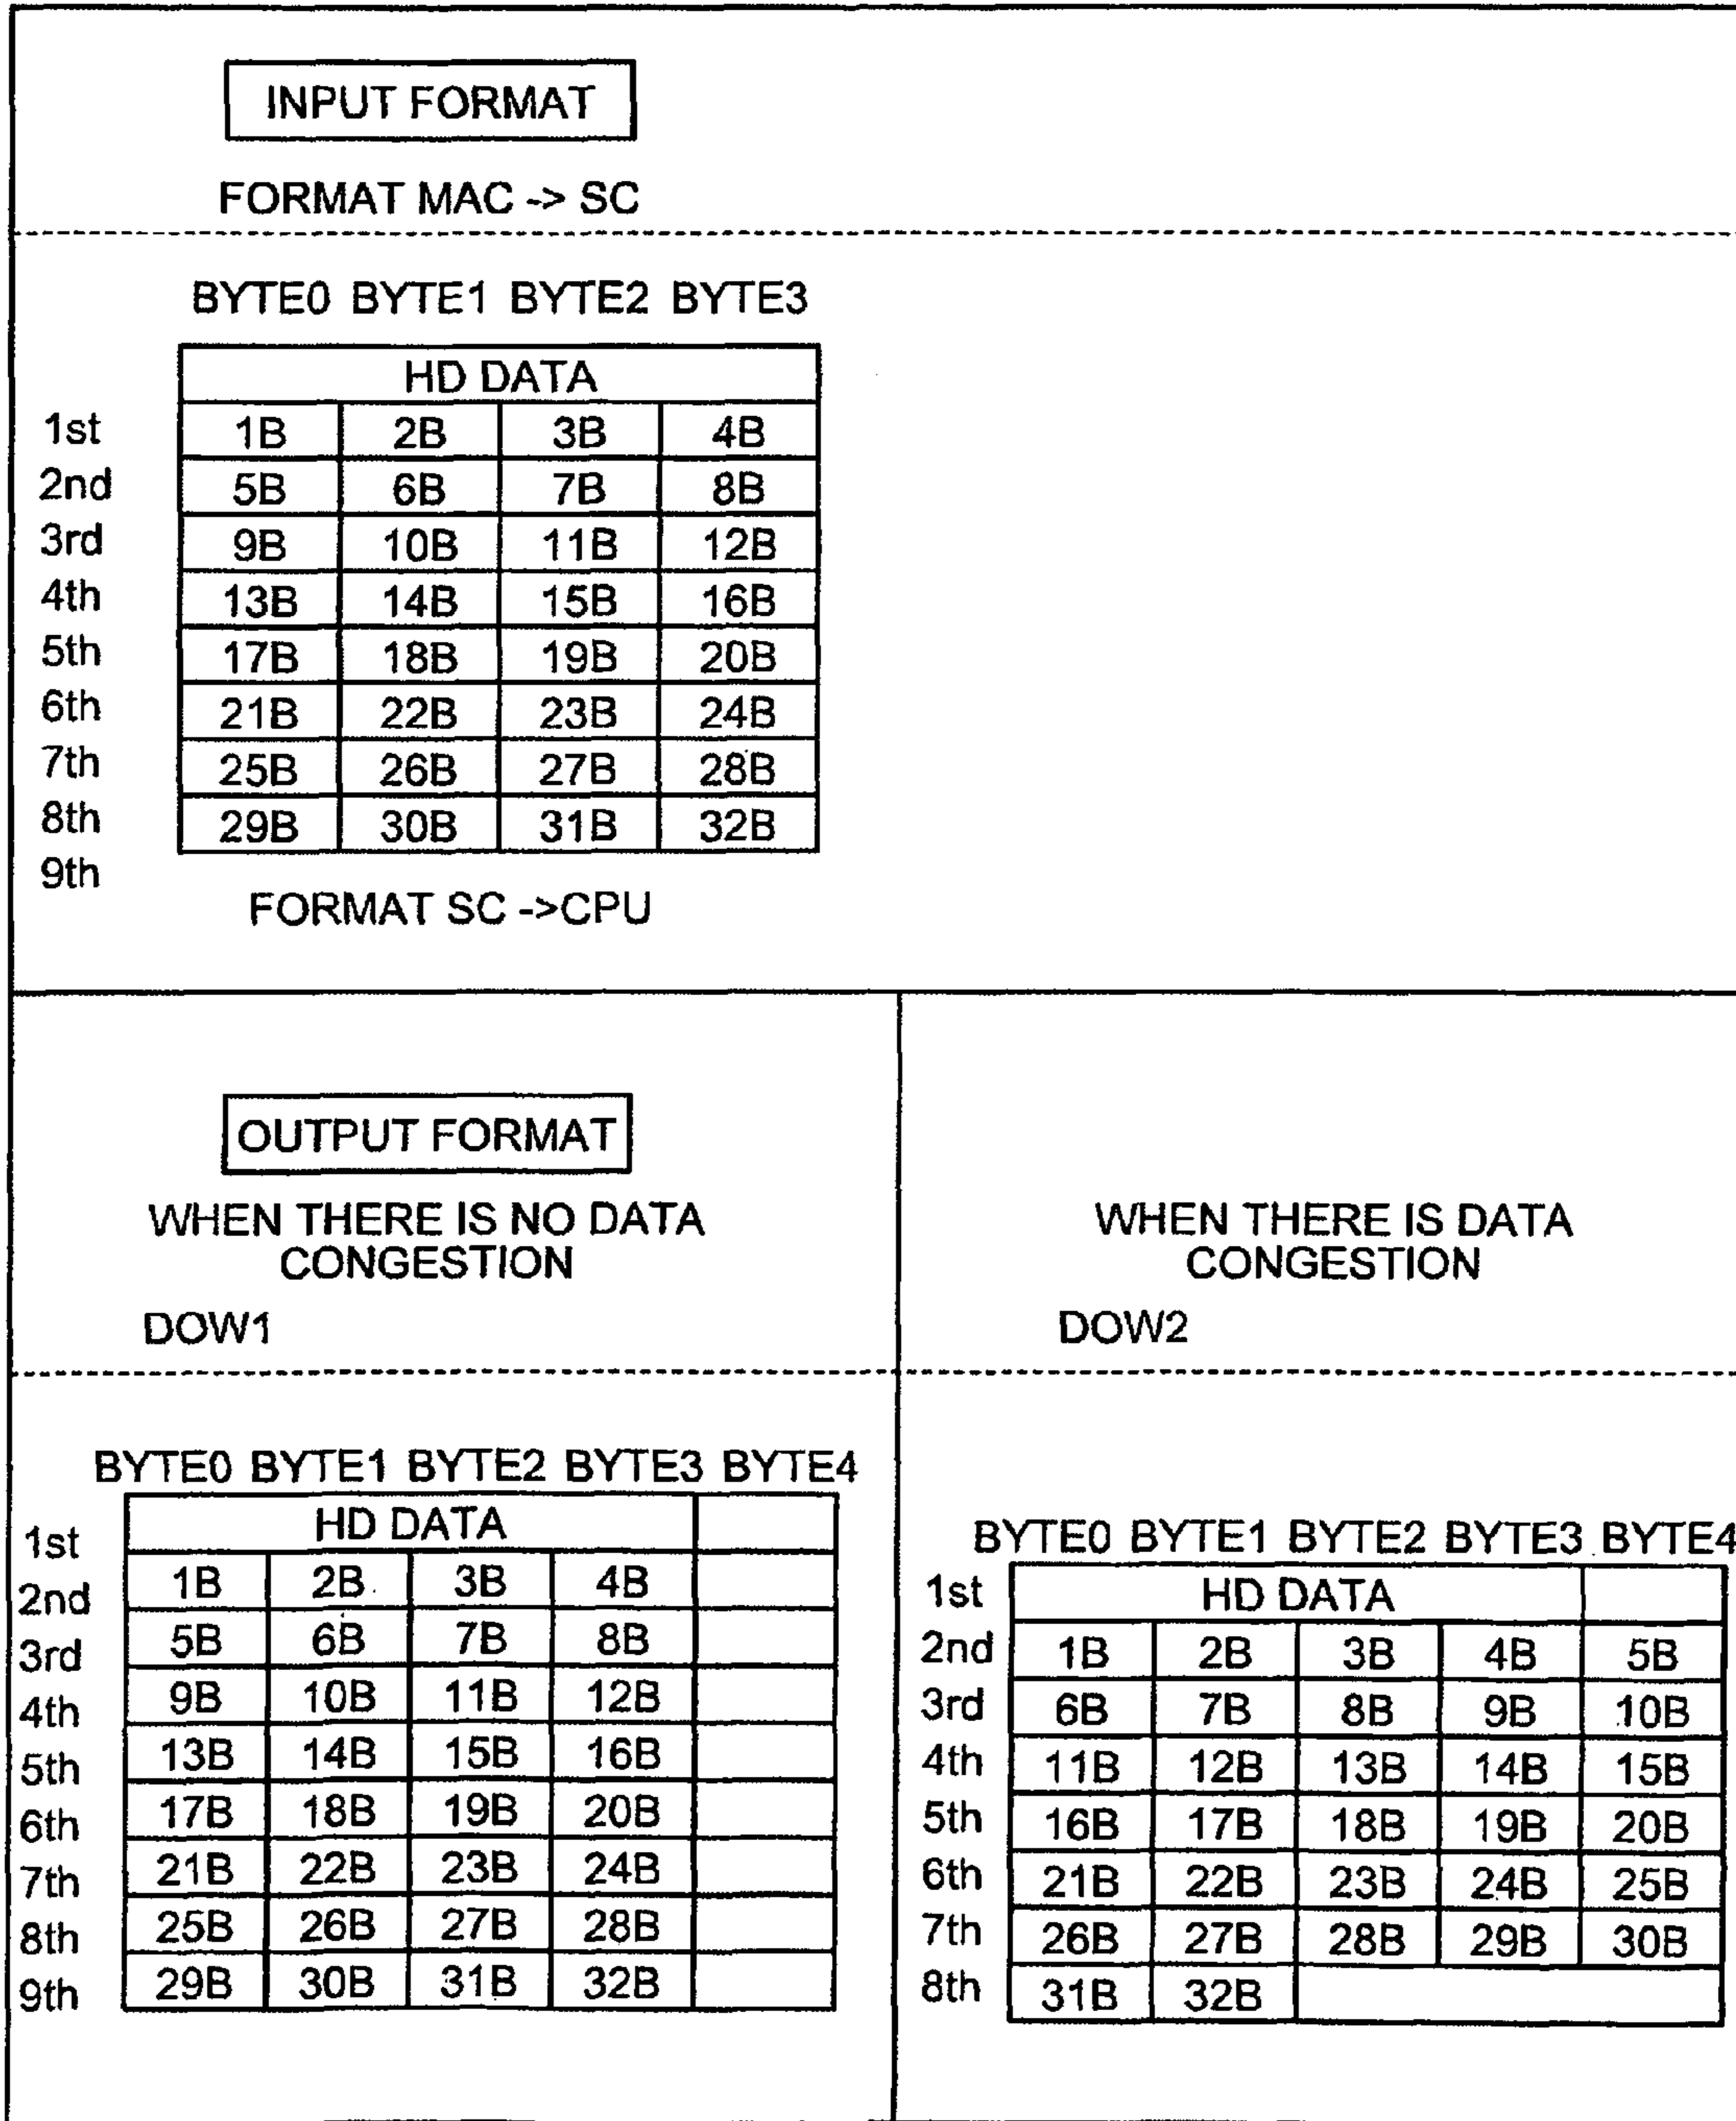 INPUT FORMAT
FORMAT MAC -> SC
BYTE0 BYTE1 BYTE2 BYTE3
HD DATA
1st 1B 2B 3B 4B
2nd 5B 6B 7B 8B
3rd 9B 10B 11B 12B
4th 13B 14B 15B 16B
5th 17B 18B 19B 20B
6th 21B 22B 23B 24B
7th 25B 26B 27B 28B
8th 29B 30B 31B 32B
9th
FORMAT SC ->CPU
OUTPUT FORMAT
WHEN THERE IS NO DATA
CONGESTION
DOW1
BYTE0 BYTE1 BYTE2 BYTE3 BYTE4
1st HD DATA
2nd 1B 2B 3B 4B
3rd 5B 6B 7B 8B
4th 9B 10B 11B 12B
5th 13B 14B 15B 16B
6th 17B 18B 19B 20B
7th 21B 22B 23B 24B
8th 25B 26B 27B 28B
9th 29B 30B 31B 32B
WHEN THERE IS DATA
CONGESTION
DOW2
BYTE0 BYTE1 BYTE2 BYTE3 BYTE4
1st HD DATA
2nd 1B 2B 3B 4B 5B
3rd 6B 7B 8B 9B 10B
4th 11B 12B 13B 14B 15B
5th 16B 17B 18B 19B 20B
6th 21B 22B 23B 24B 25B
7th 26B 27B 28B 29B 30B
8th 31B 32B